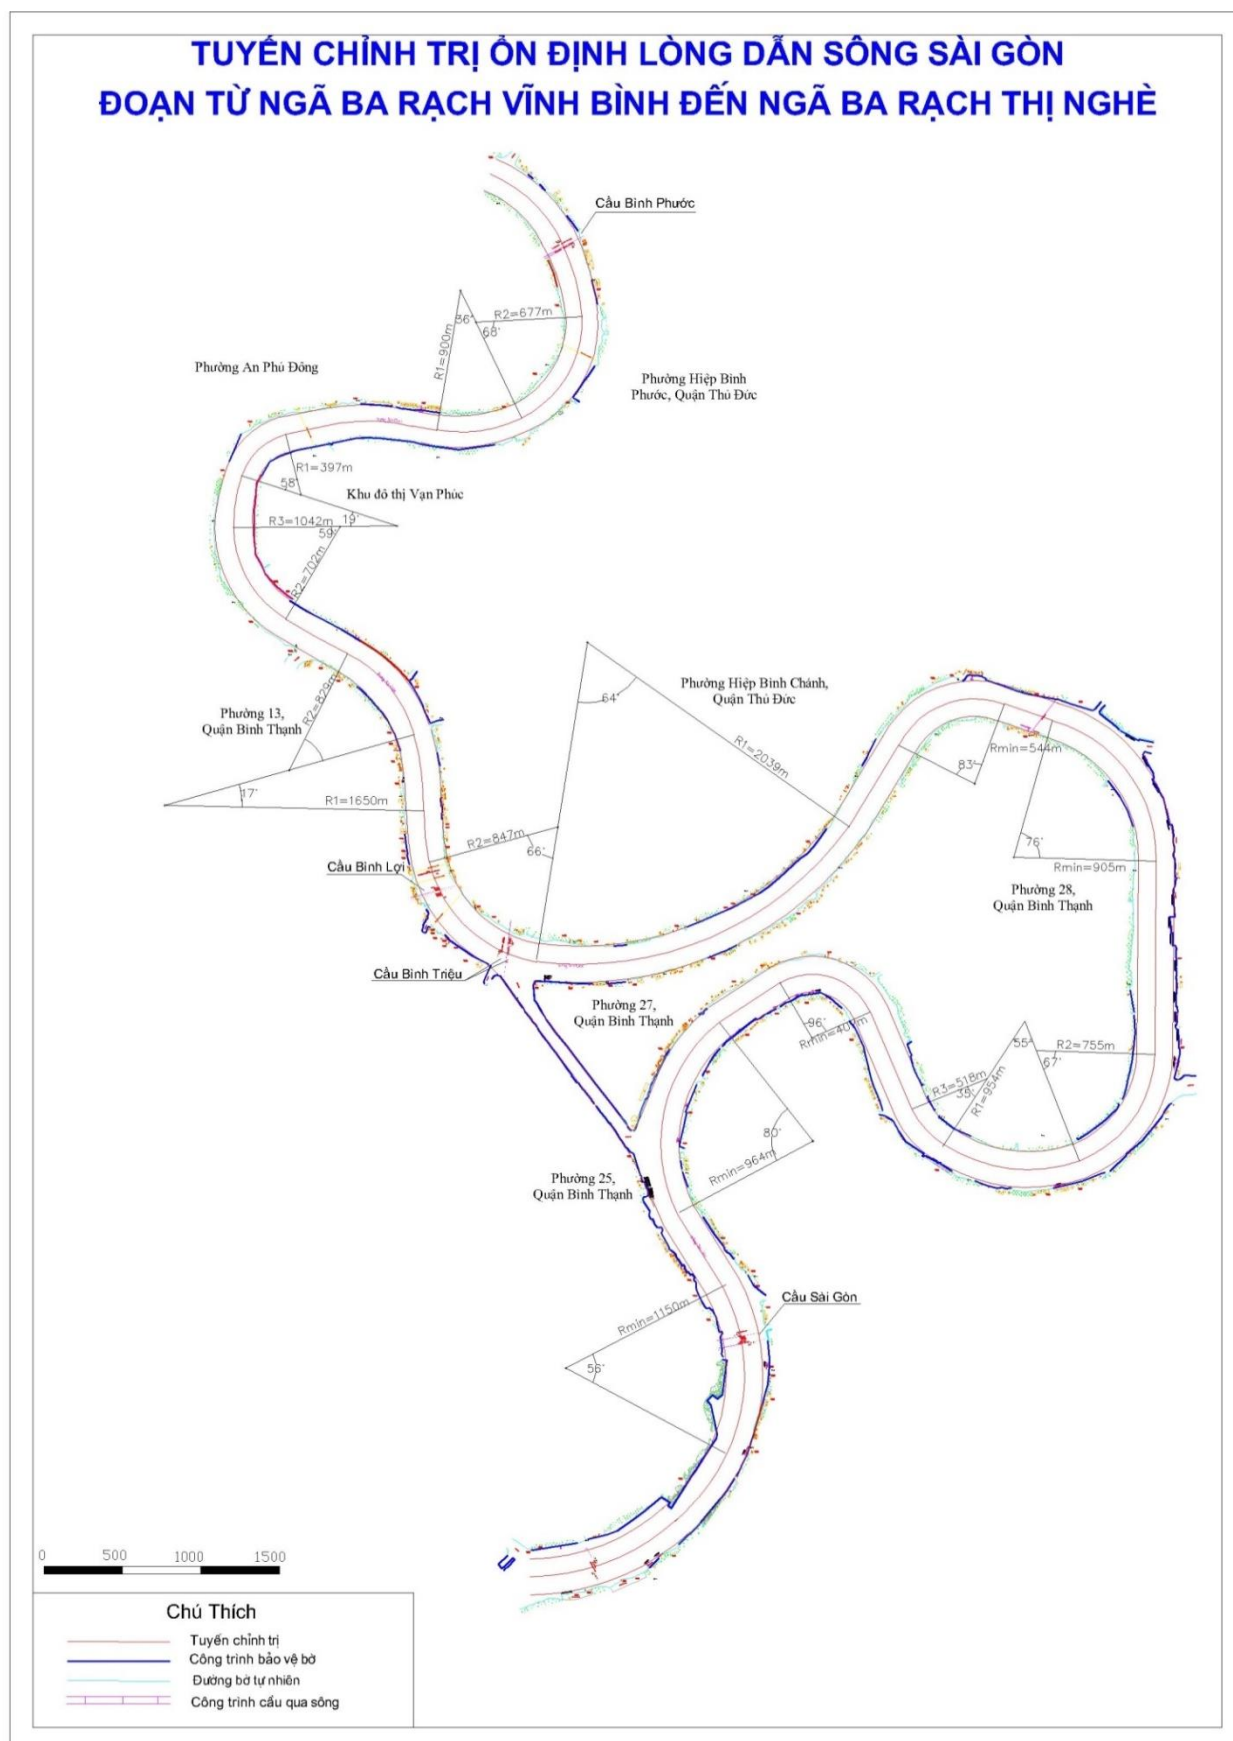 TUYẾN CHỈNH TRỊ ỔN ĐỊNH LÒNG DẪN SÔNG SÀI GÒN
ĐOẠN TỪ NGÃ BA RẠCH VĨNH BÌNH ĐẾN NGÃ BA RẠCH THỊ NGHÈ
Cầu Bình Phước
36°
R2=677m
68°
R1=900m
Phường An Phú Đông
Phường Hiệp Bình
Phước, Quận Thủ Đức
R1=397m
58°
Khu đô thị Vạn Phúc
R3=1042m
19°
59°
R2=702m
Phường Hiệp Bình Chánh,
Quận Thủ Đức
64°
Phường 13,
Quận Bình Thạnh
R2=829m
R1=2039m
Rmin=544m
83°
17°
R1=1650m
R2=847m
66°
76°
Rmin=905m
Cầu Bình Lợi
Phường 28,
Quận Bình Thạnh
Cầu Bình Triệu
Phường 27,
Quận Bình Thạnh
96°
55°
R2=755m
67°
R3=518m
35°
R1=954m
80°
Rmin=964m
Phường 25,
Quận Bình Thạnh
Cầu Sài Gòn
Rmin=1150m
56°
0 500 1000 1500
Chú Thích
Tuyến chỉnh trị
Công trình bảo vệ bờ
Đường bờ tự nhiên
Công trình cầu qua sông